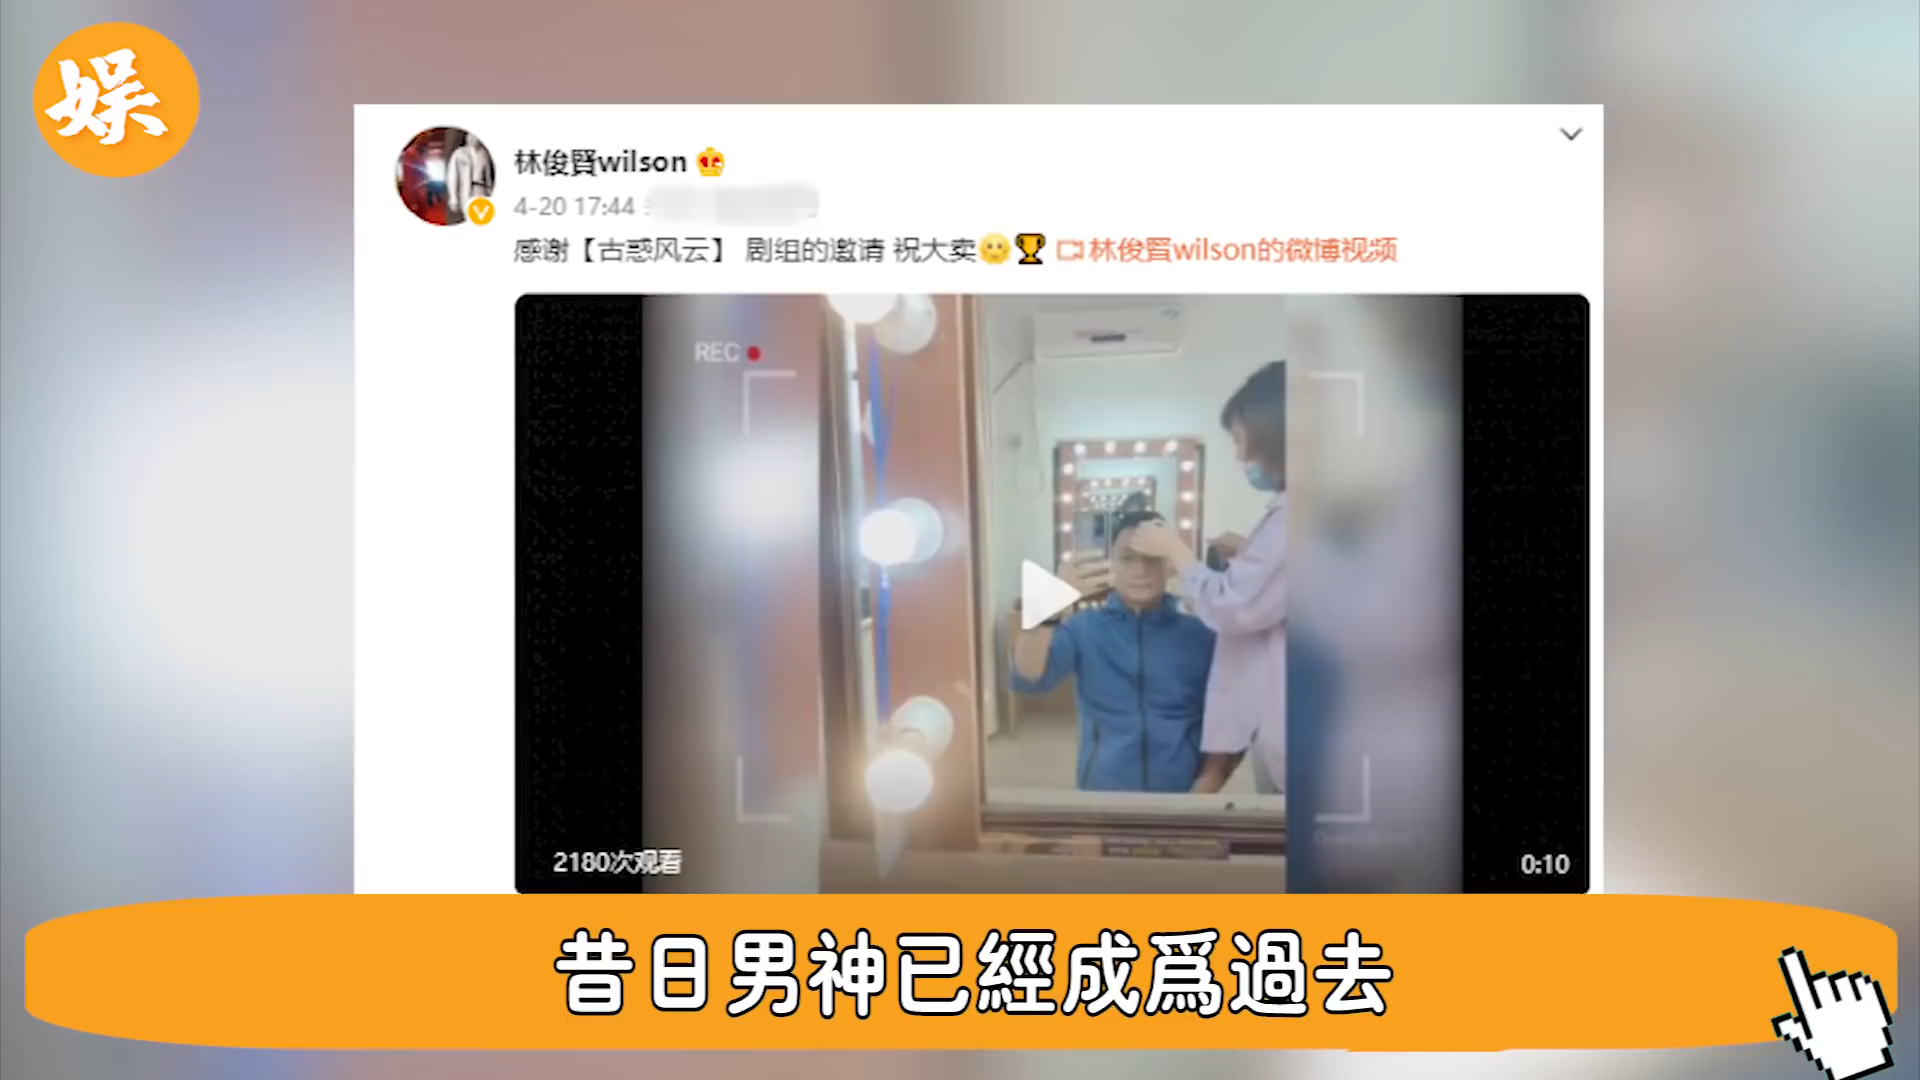 娱
林俊賢wilson
4-20 17:44
感谢【古惑风云】 剧组的邀请 祝大卖 林俊賢wilson的微博视频
REC
2180次观看
0:10
昔日男神已經成爲過去